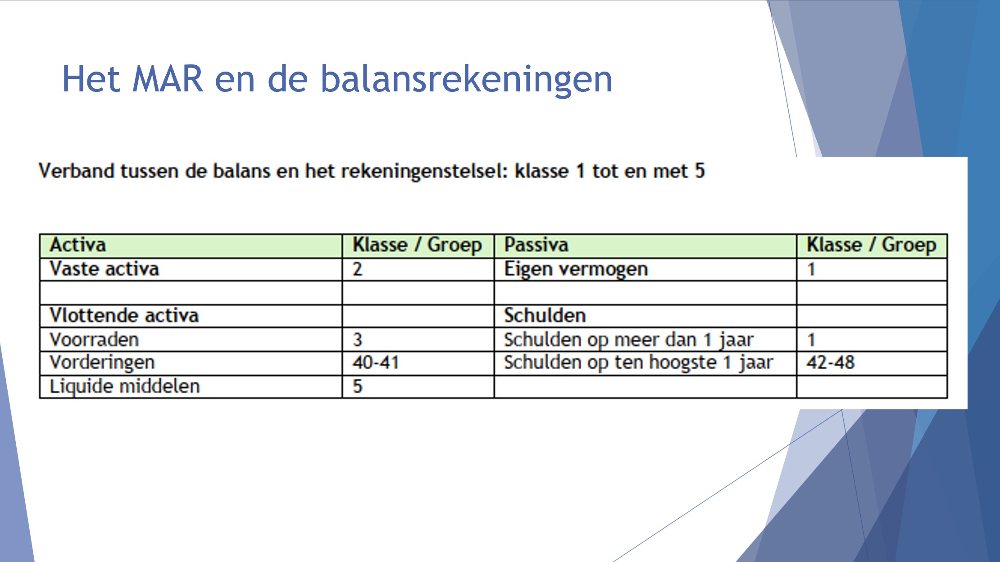 Het MAR en de balansrekeningen
Verband tussen de balans en het rekeningenstelsel: klasse 1 tot en met 5
Activa Klasse / Groep Passiva Klasse / Groep
Vaste activa 2 Eigen vermogen 1
Vlottende activa Schulden
Voorraden 3 Schulden op meer dan 1 jaar 1
Vorderingen 40-41 Schulden op ten hoogste 1 jaar 42-48
Liquide middelen 5